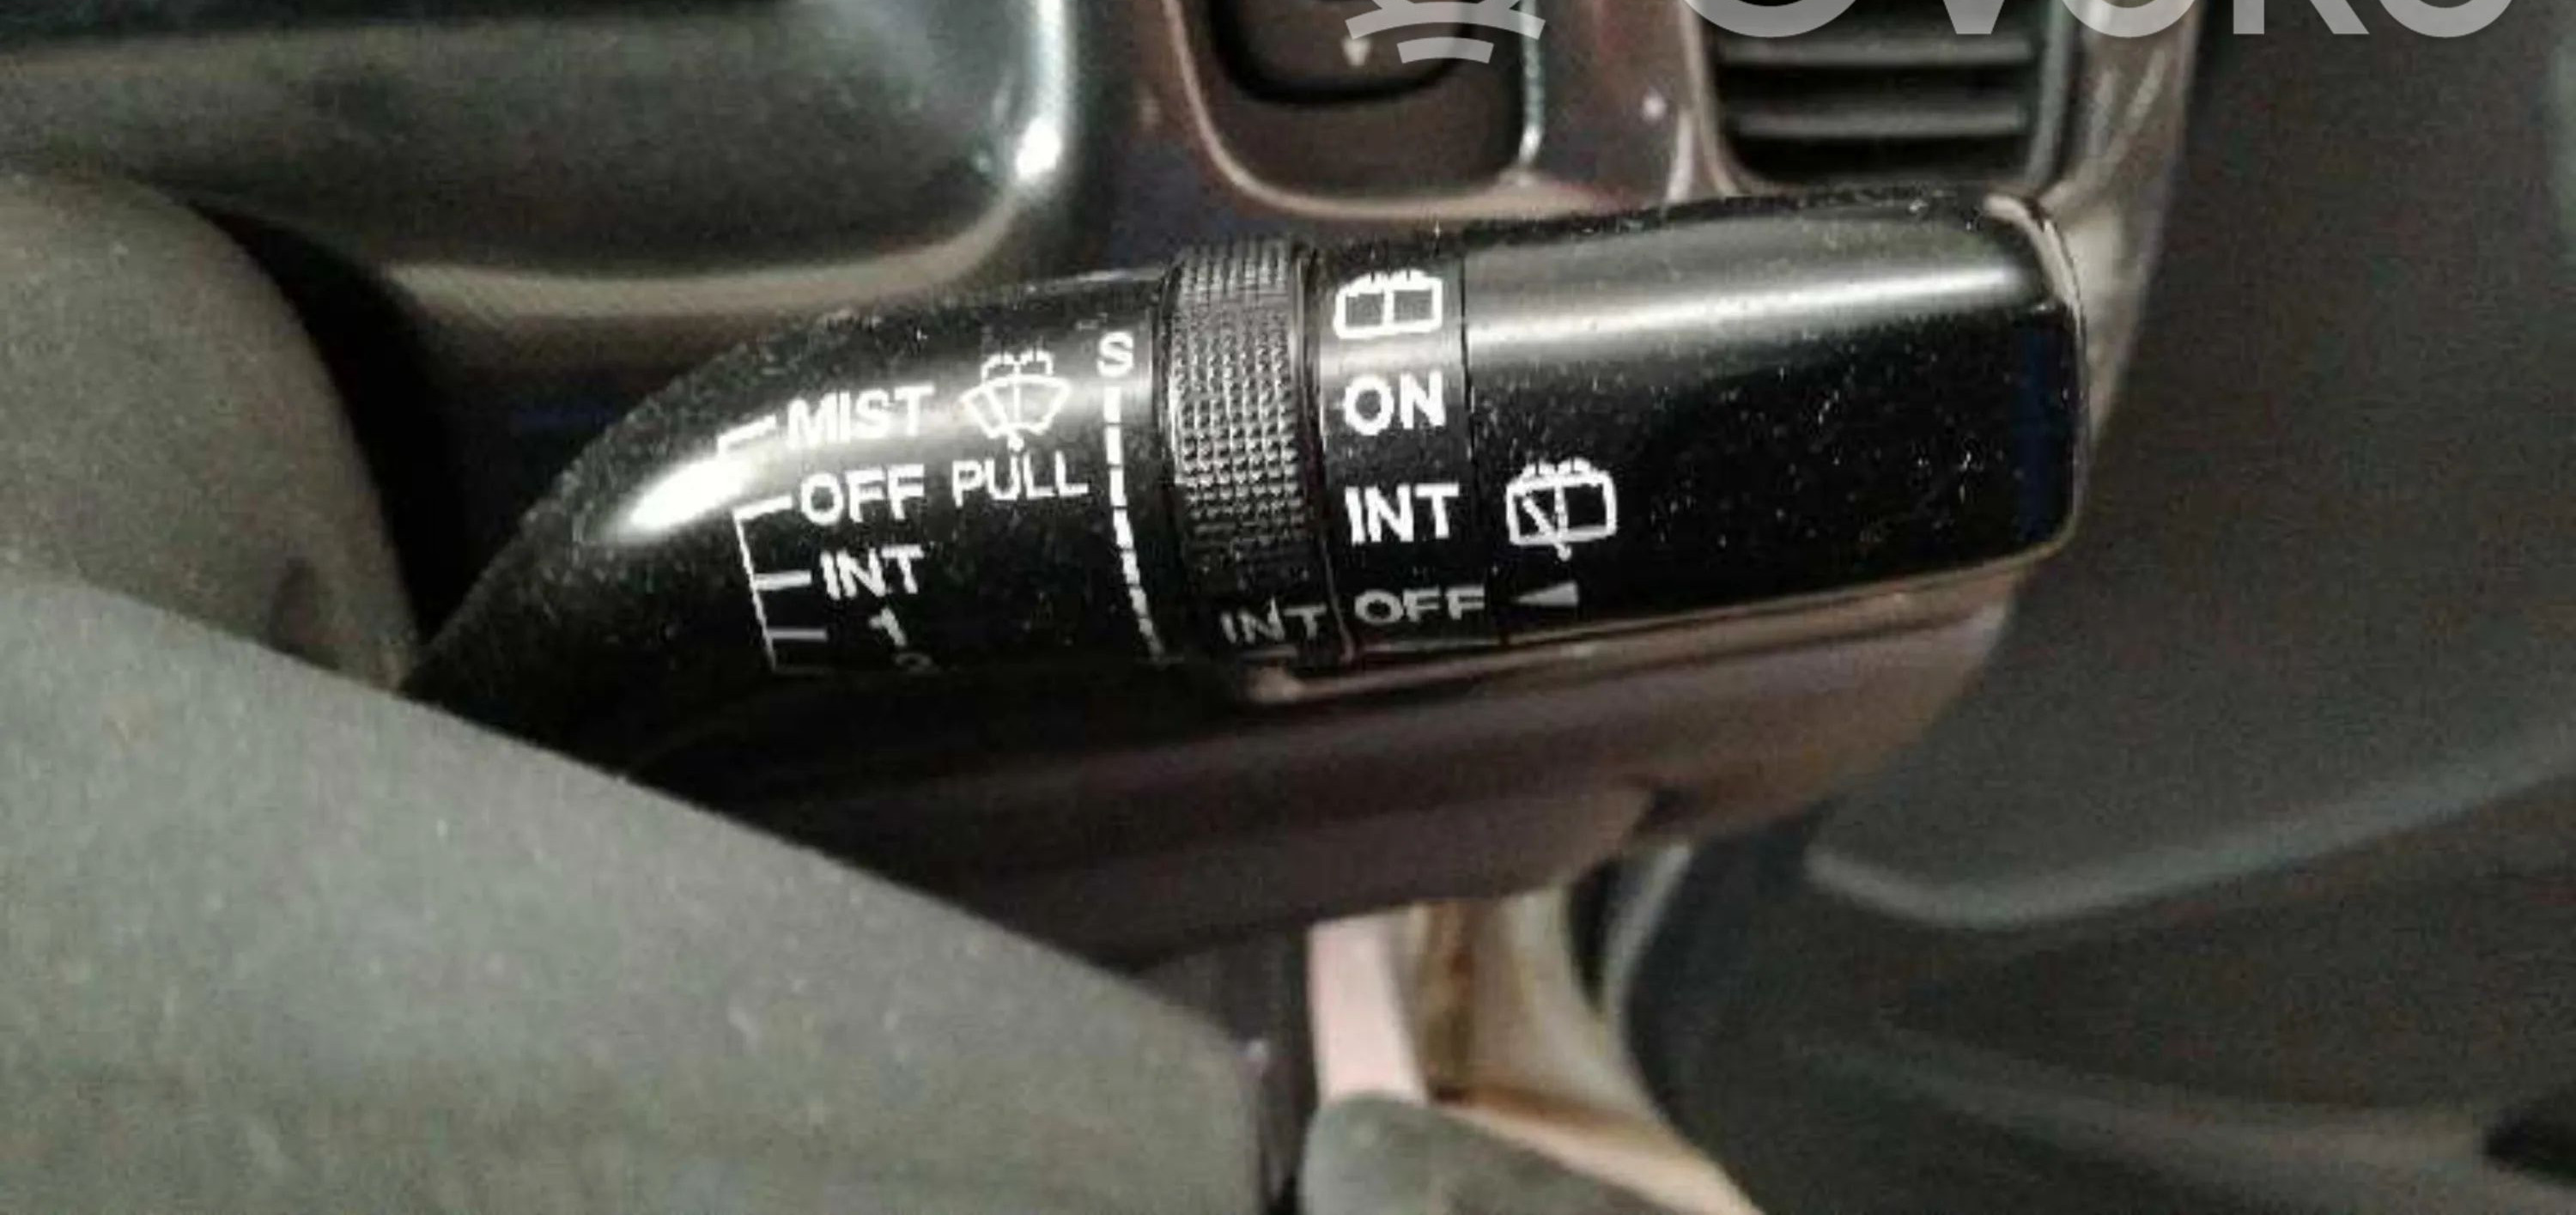 S
MIST
OFF PULL
INT
1
ON
INT
INT OFF